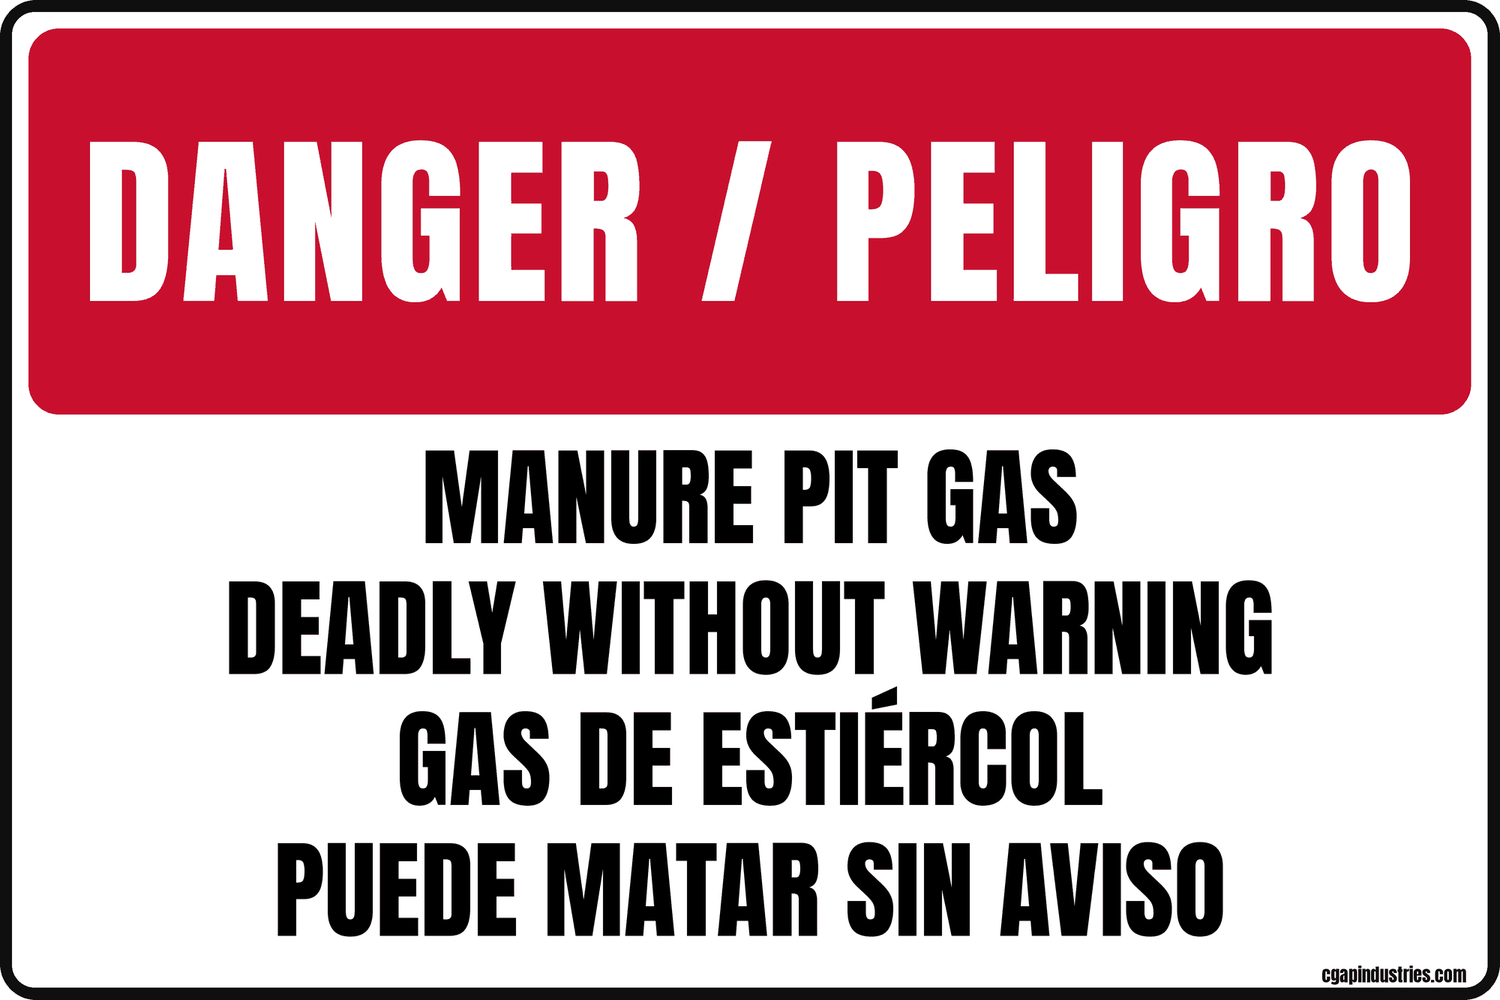 DANGER / PELIGRO
MANURE PIT GAS
DEADLY WITHOUT WARNING
GAS DE ESTIÉRCOL
PUEDE MATAR SIN AVISO
cgapindustries.com